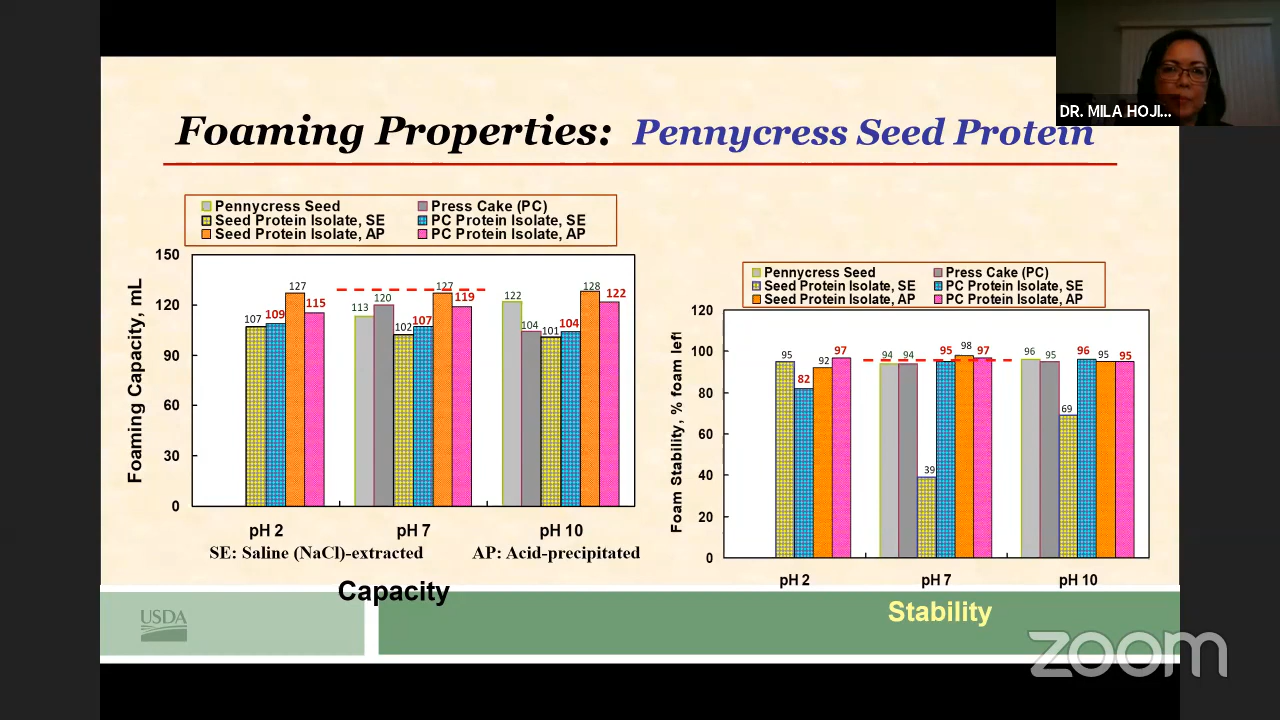 DR. MILA HOJI...
Foaming Properties: Pennycress Seed Protein
Pennycress Seed Press Cake (PC)
Seed Protein Isolate, SE PC Protein Isolate, SE
Seed Protein Isolate, AP PC Protein Isolate, AP
Foaming Capacity, mL
150
120
90
60
30
0
107 109 127 115
113 120 102 107 127 119
122 104 101 104 128 122
pH 2 pH 7 pH 10
SE: Saline (NaCl)-extracted AP: Acid-precipitated
Capacity
Pennycress Seed Press Cake (PC)
Seed Protein Isolate, SE PC Protein Isolate, SE
Seed Protein Isolate, AP PC Protein Isolate, AP
Foam Stability, % foam left
120
100
80
60
40
20
0
95 82 92 97
94 94 39 95 98 97
96 95 69 96 95 95
pH 2 pH 7 pH 10
Stability
USDA
zoom